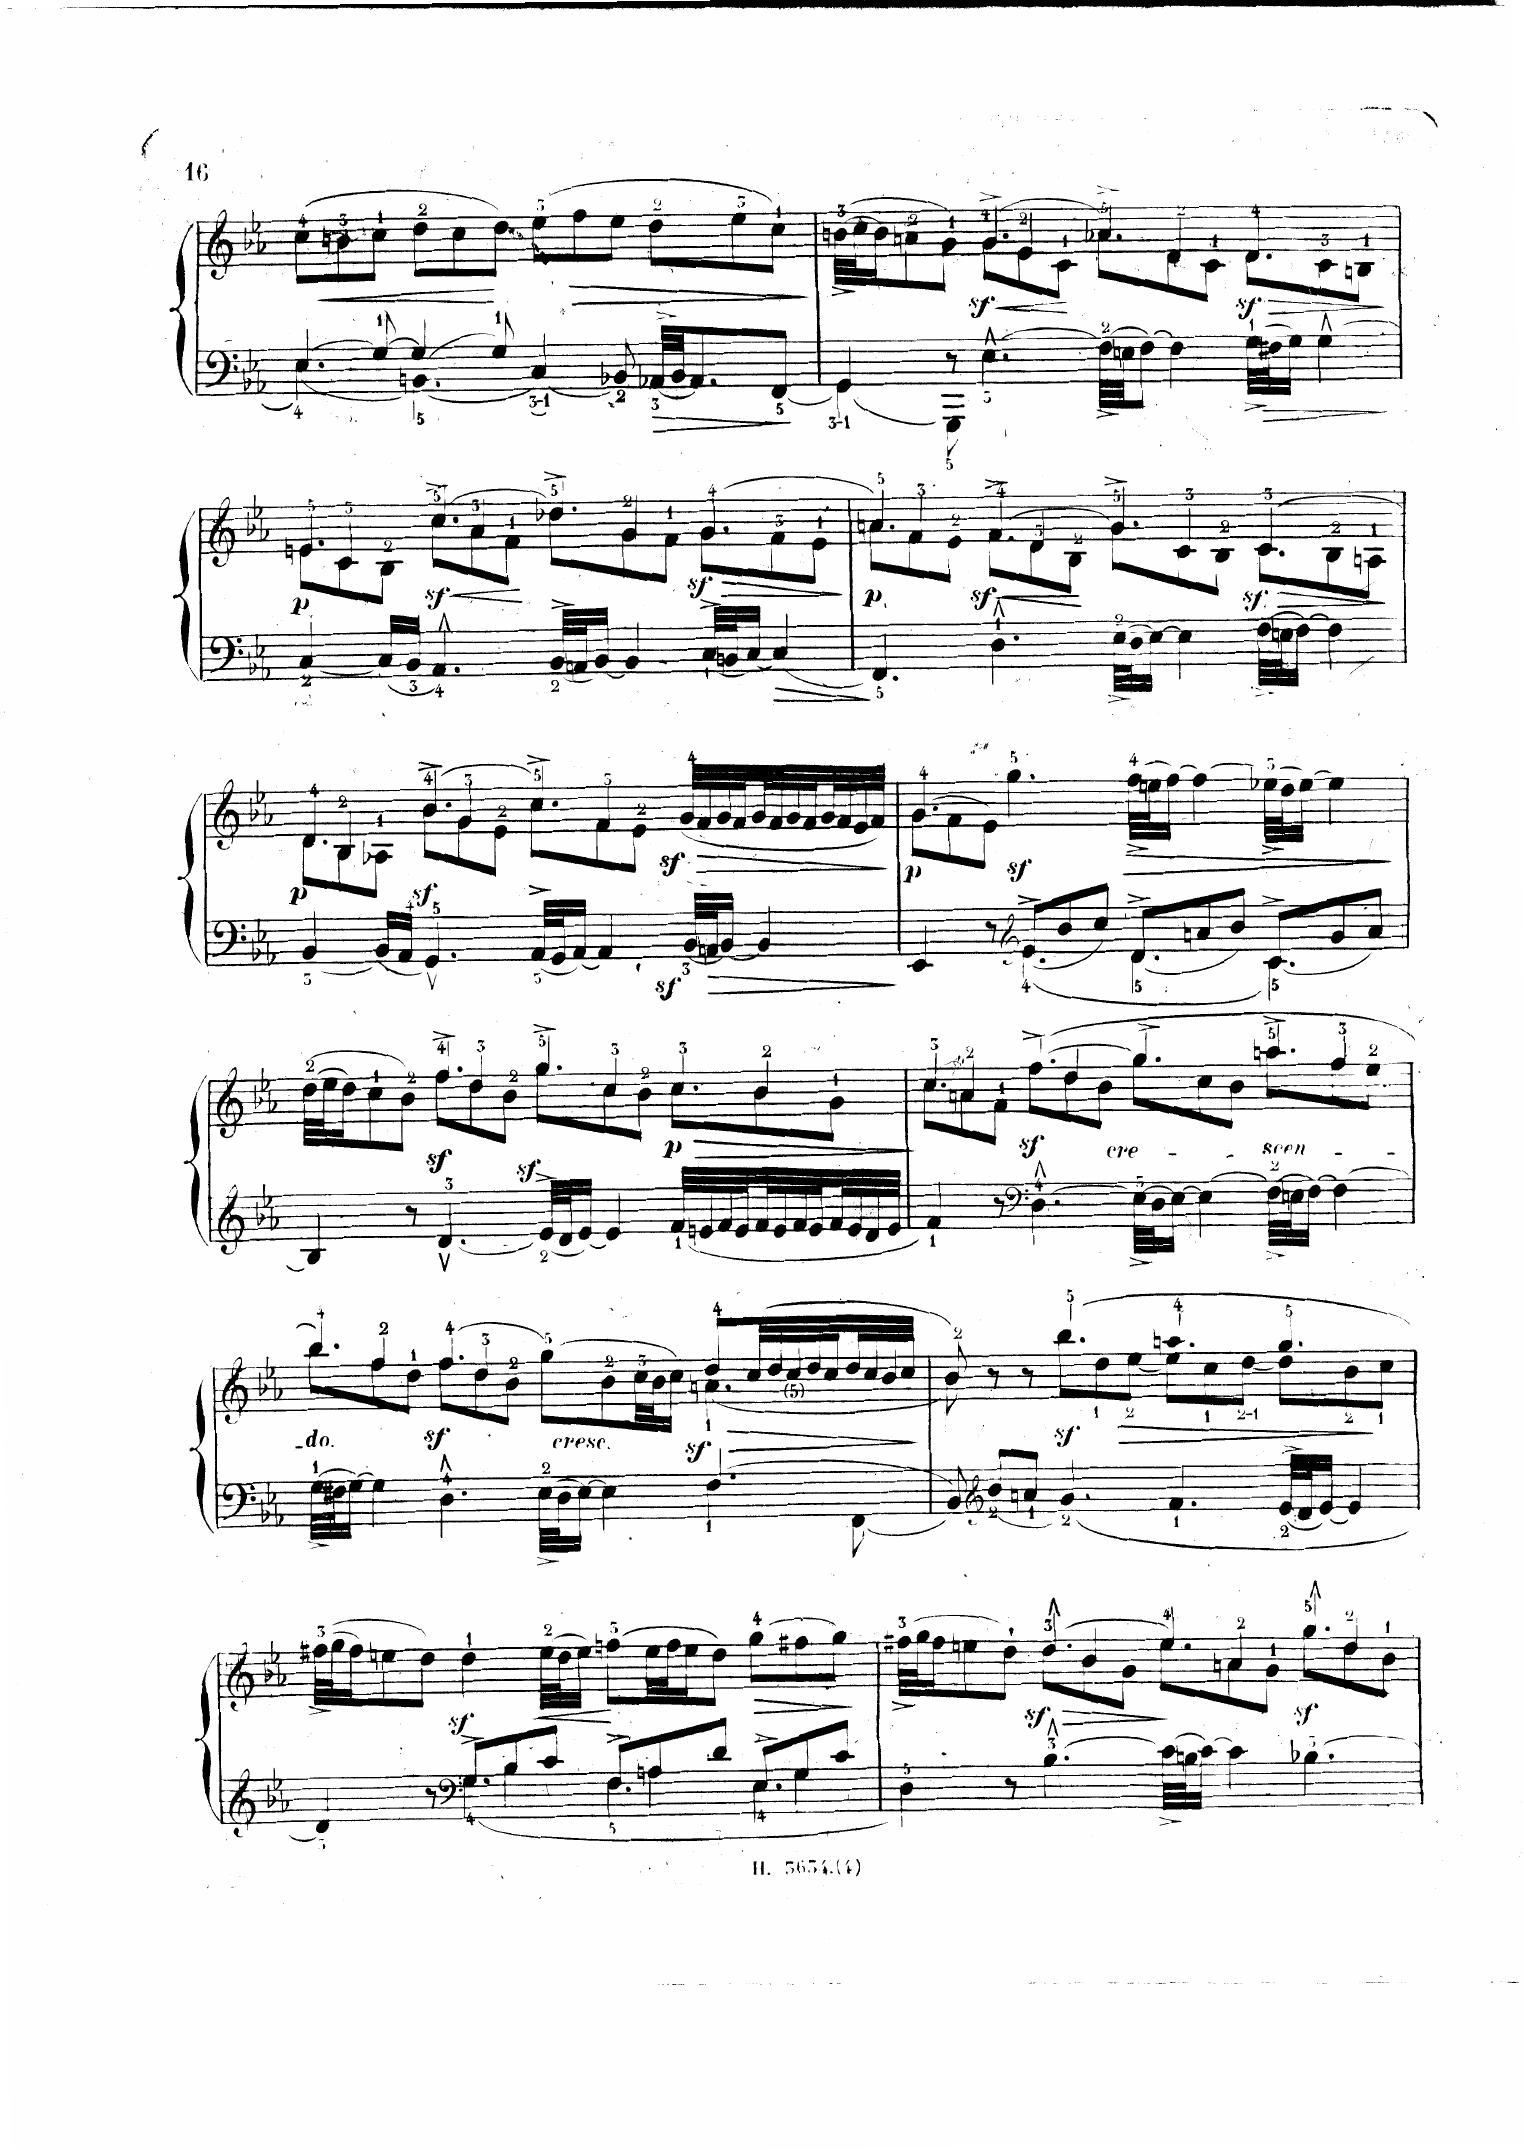 16
sf sf
p sf sf p. sf sf
p sf sf p sf
sf
sf sf p sf cre - scen -
-do. sf cresc. sf sf
sf sf sf
H. 3634.(4)